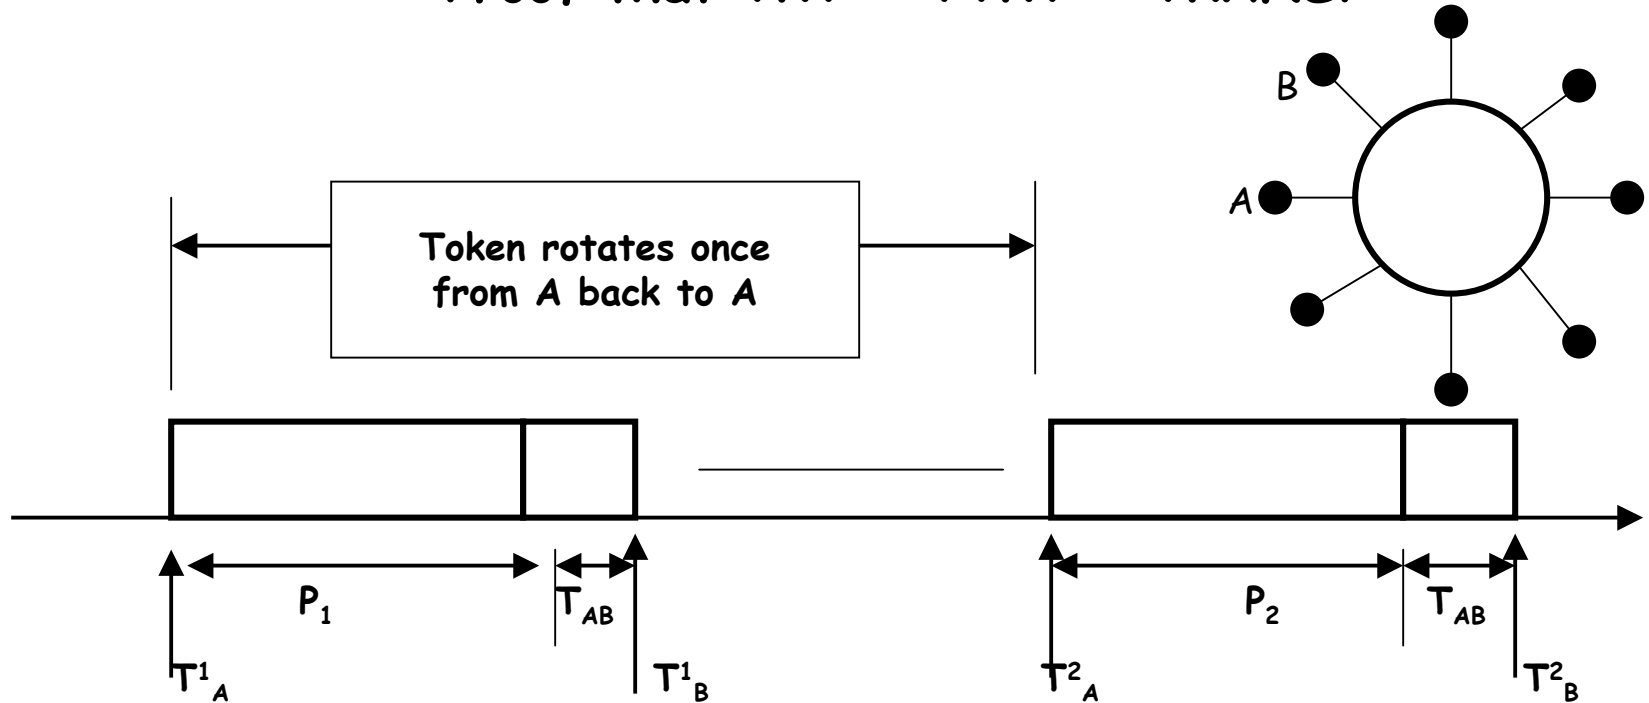 B
A
Token rotates once
from A back to A
P1 TAB P2 TAB
T1A T1B T2A T2B